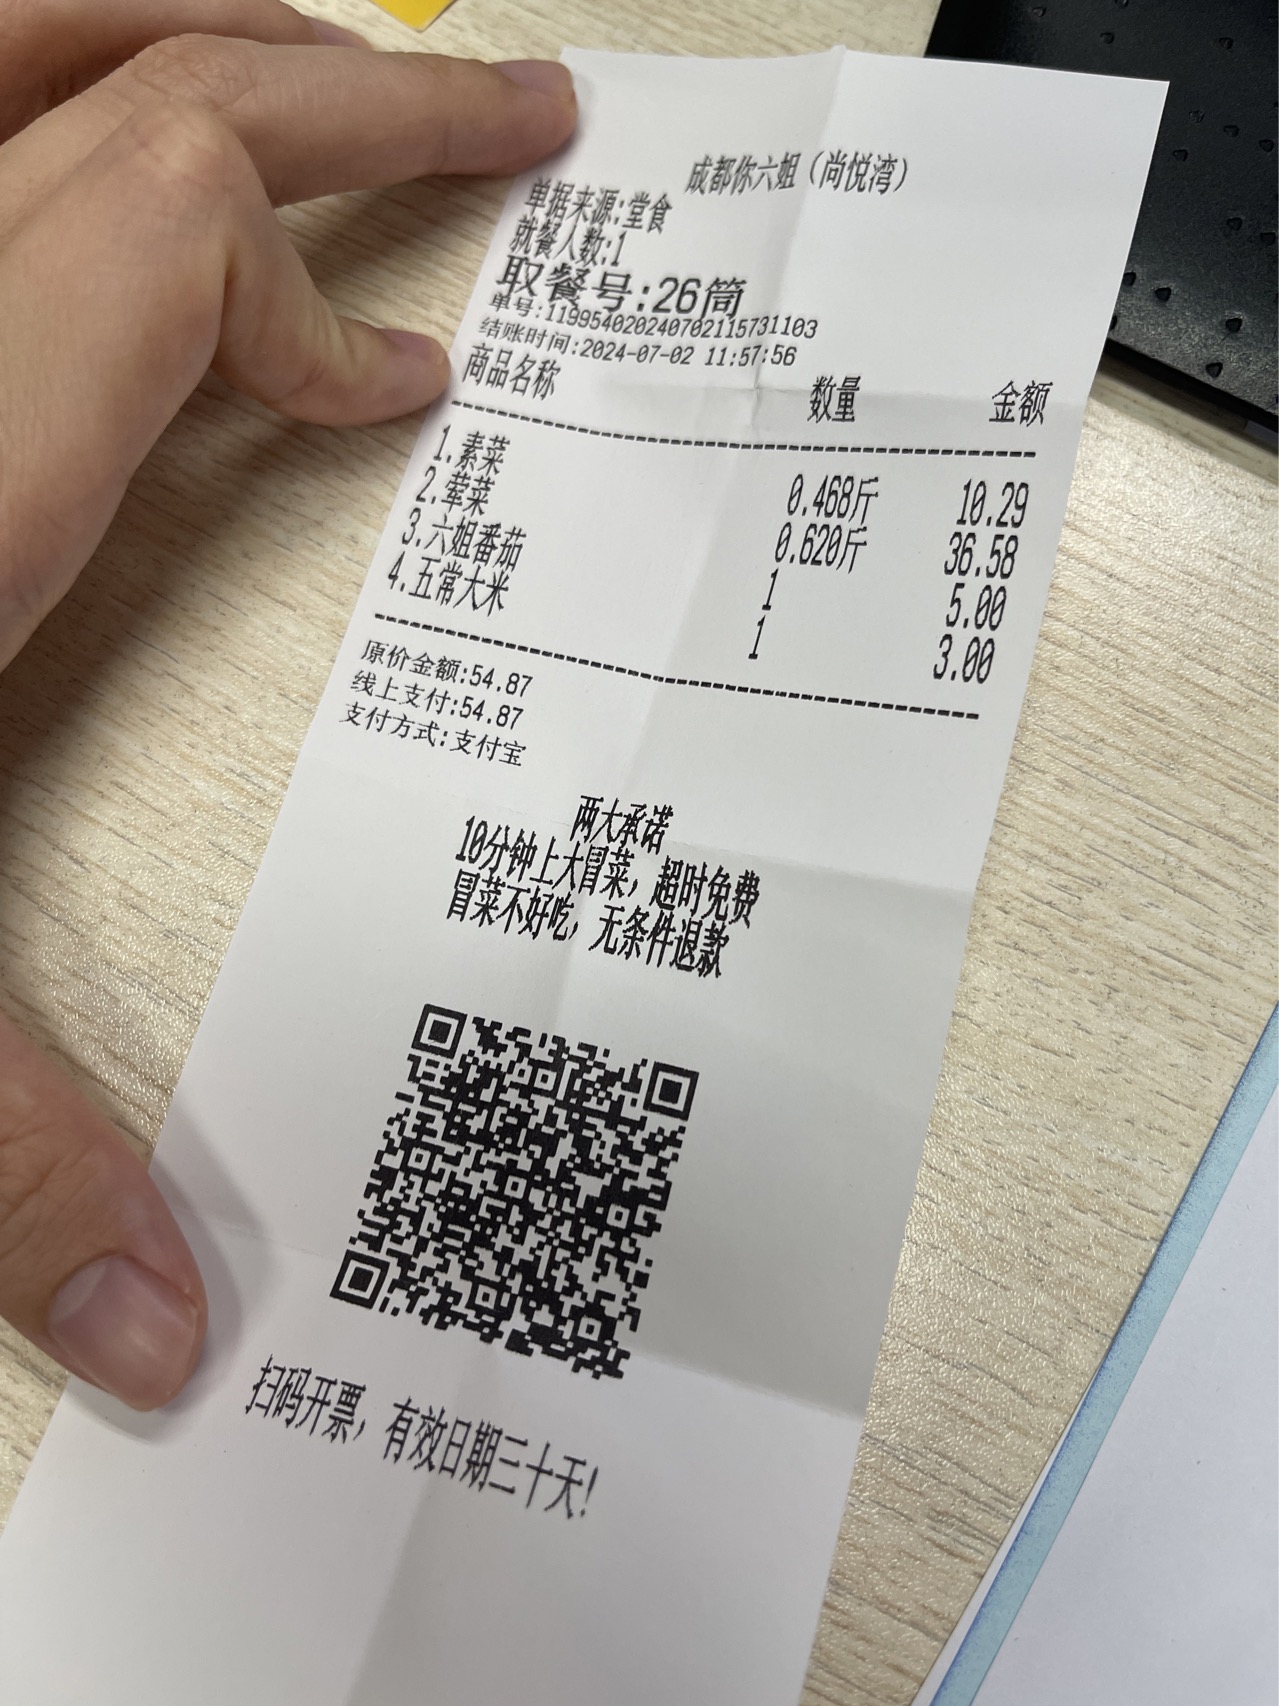 成都你六姐（尚悦湾）
单据来源:堂食
就餐人数:1
取餐号:26筒
单号:11995402024070211573​1103
结账时间:2024-07-02 11:57:56
商品名称 数量 金额
1.素菜 0.468斤 10.29
2.荤菜 0.620斤 36.58
3.六姐番茄 1 5.00
4.五常大米 1 3.00
原价金额:54.87
线上支付:54.87
支付方式:支付宝
两大承诺
10分钟上大冒菜，超时免费
冒菜不好吃，无条件退款
扫码开票，有效日期三十天!